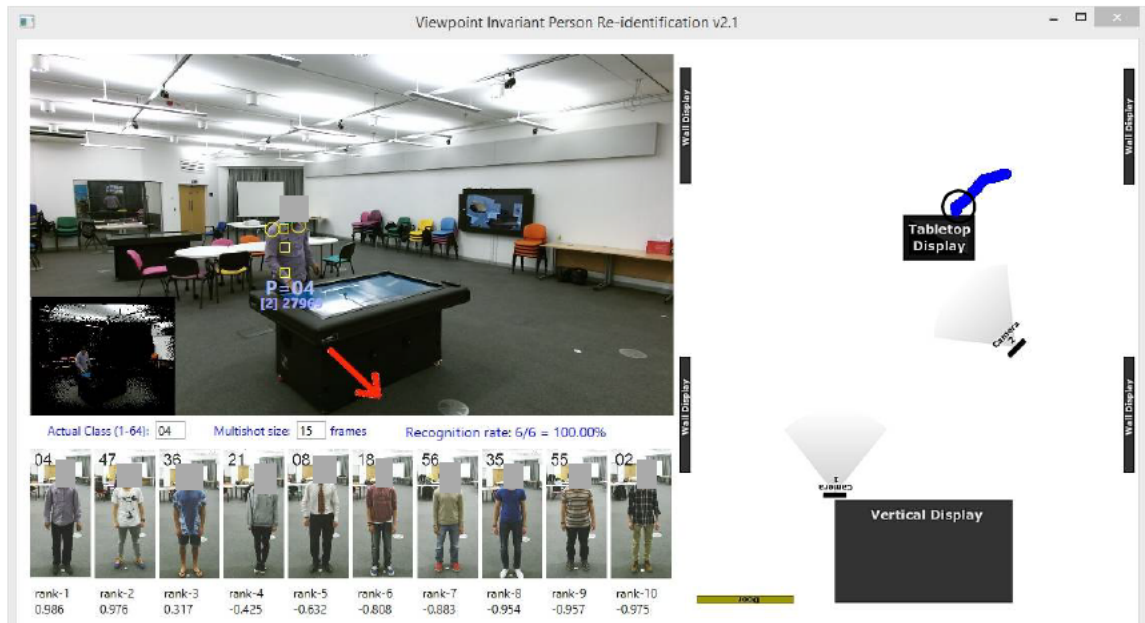 Viewpoint Invariant Person Re-identification v2.1
P=04
Actual Class (1-64): 04 Multishot size: 15 frames Recognition rate: 6/6 = 100.00%
04 47 36 21 08 18 56 35 55 02
rank-1 rank-2 rank-3 rank-4 rank-5 rank-6 rank-7 rank-8 rank-9 rank-10
0.986 0.976 0.317 -0.425 -0.632 -0.808 -0.883 -0.954 -0.957 -0.975
Wall Display
Wall Display
Tabletop
Display
Camera
2
Wall Display
Wall Display
Camera
1
Vertical Display
Door